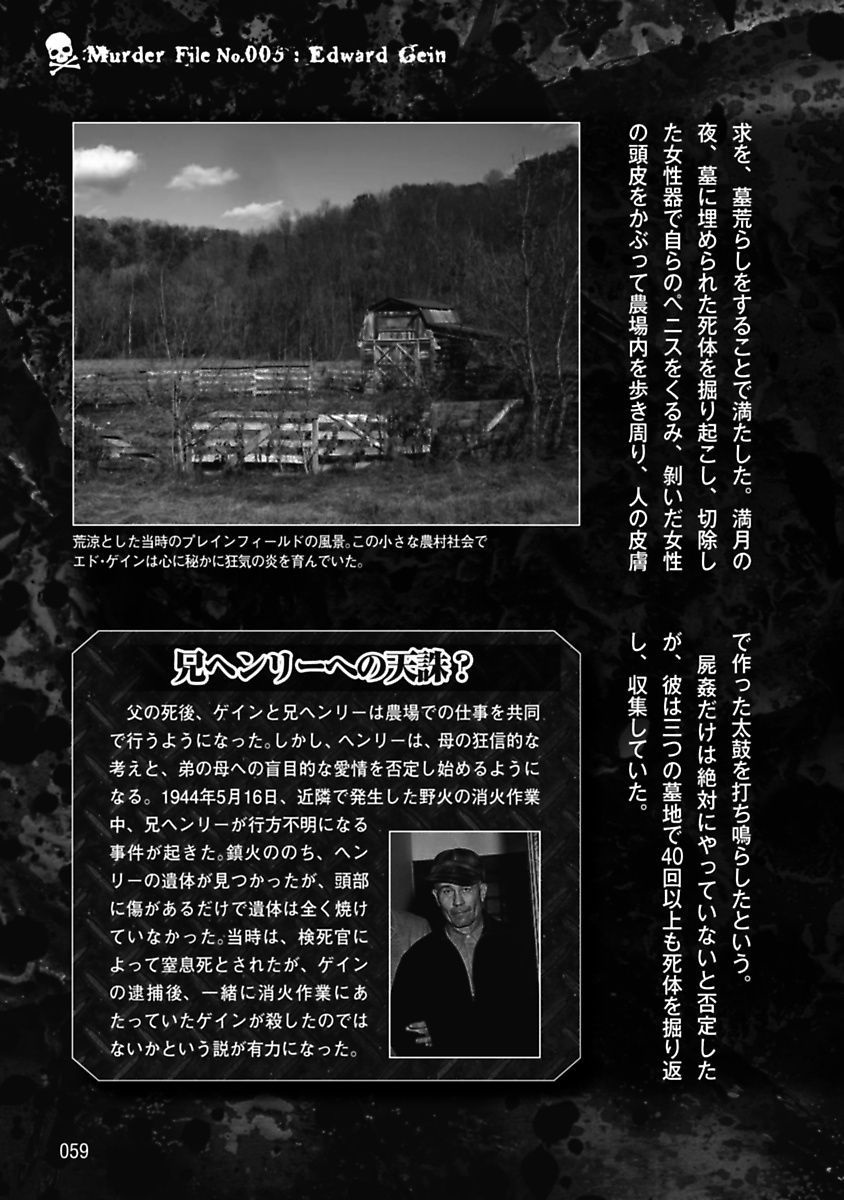 Murder File No.005 : Edward Gein
求を、墓荒らしをすることで満たした。満月の
夜、墓に埋められた死体を掘り起こし、切除し
た女性器で自らのペニスをくるみ、剝いだ女性
の頭皮をかぶって農場内を歩き周り、人の皮膚
で作った太鼓を打ち鳴らしたという。
屍姦だけは絶対にやっていないと否定した
が、彼は三つの墓地で40回以上も死体を掘り返
し、収集していた。
荒涼とした当時のプレインフィールドの風景。この小さな農村社会で
エド・ゲインは心に秘かに狂気の炎を育んでいた。
兄ヘンリーへの天誅？
父の死後、ゲインと兄ヘンリーは農場での仕事を共同
で行うようになった。しかし、ヘンリーは、母の狂信的な
考えと、弟の母への盲目的な愛情を否定し始めるように
なる。1944年5月16日、近隣で発生した野火の消火作業
中、兄ヘンリーが行方不明になる
事件が起きた。鎮火ののち、ヘン
リーの遺体が見つかったが、頭部
に傷があるだけで遺体は全く焼け
ていなかった。当時は、検死官に
よって窒息死とされたが、ゲイン
の逮捕後、一緒に消火作業にあ
たっていたゲインが殺したのでは
ないかという説が有力になった。
059